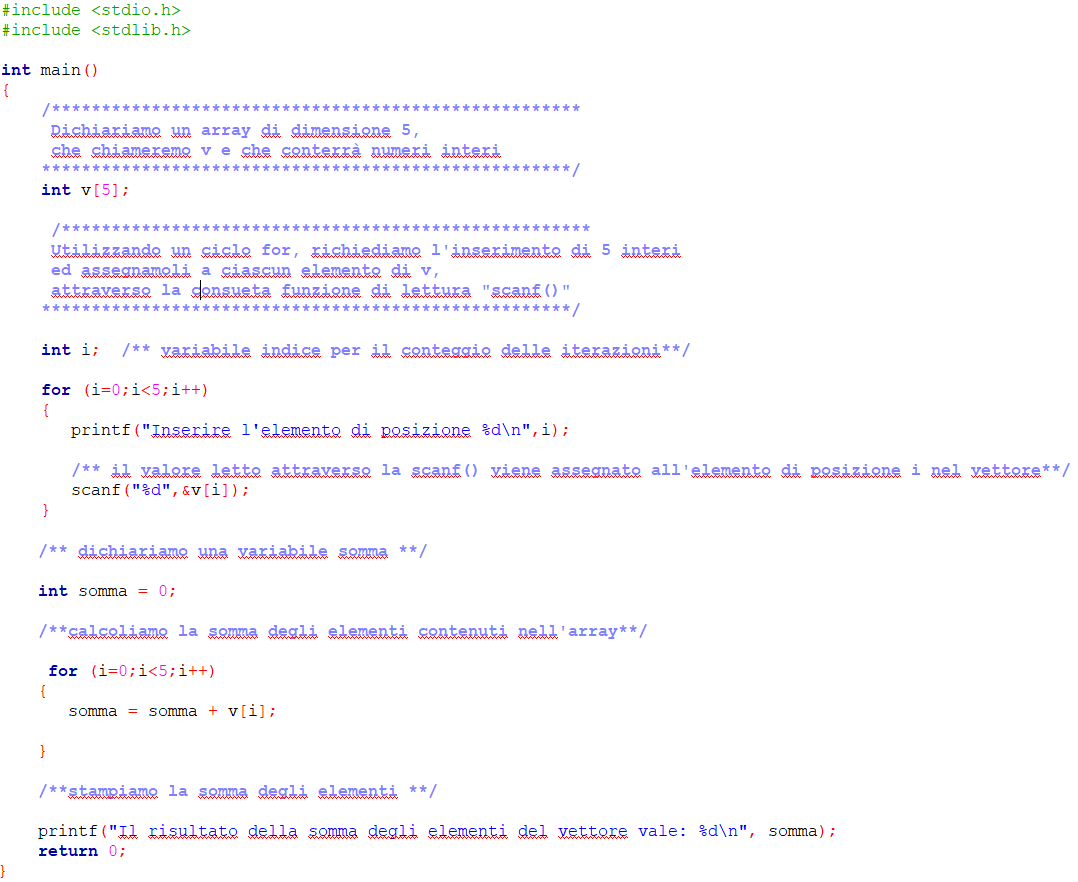 #include <stdio.h>
#include <stdlib.h>
int main()
{
/*****************************************************
Dichiariamo un array di dimensione 5,
che chiameremo v e che conterrà numeri interi
*****************************************************/
int v[5];
/*****************************************************
Utilizzando un ciclo for, richiediamo l'inserimento di 5 interi
ed assegnamoli a ciascun elemento di v,
attraverso la consueta funzione di lettura "scanf()"
*****************************************************/
int i;  /** variabile indice per il conteggio delle iterazioni**/
for (i=0;i<5;i++)
{
printf("Inserire l'elemento di posizione %d\n",i);
/** il valore letto attraverso la scanf() viene assegnato all'elemento di posizione i nel vettore**/
scanf("%d",&v[i]);
}
/** dichiariamo una variabile somma **/
int somma = 0;
/**calcoliamo la somma degli elementi contenuti nell'array**/
for (i=0;i<5;i++)
{
somma = somma + v[i];
}
/**stampiamo la somma degli elementi **/
printf("Il risultato della somma degli elementi del vettore vale: %d\n", somma);
return 0;
}